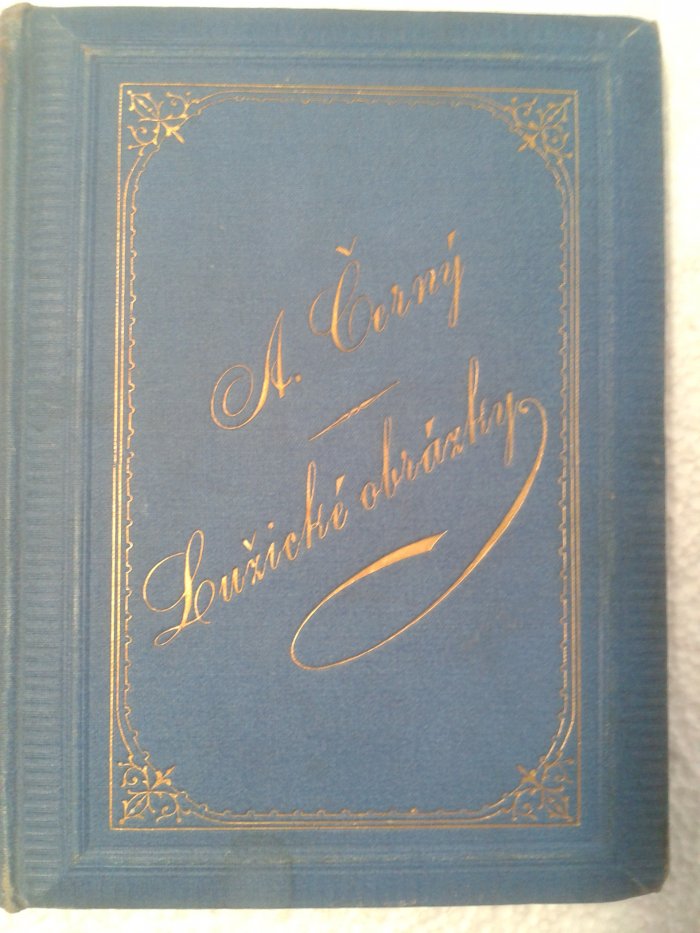 A. Černý
Lužické obrázky